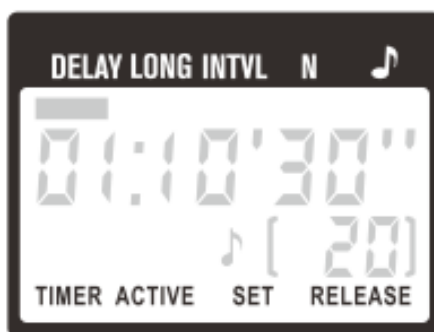 DELAY LONG INTVL N ♪
01:10'30''
♪ [ 20]
TIMER ACTIVE SET RELEASE